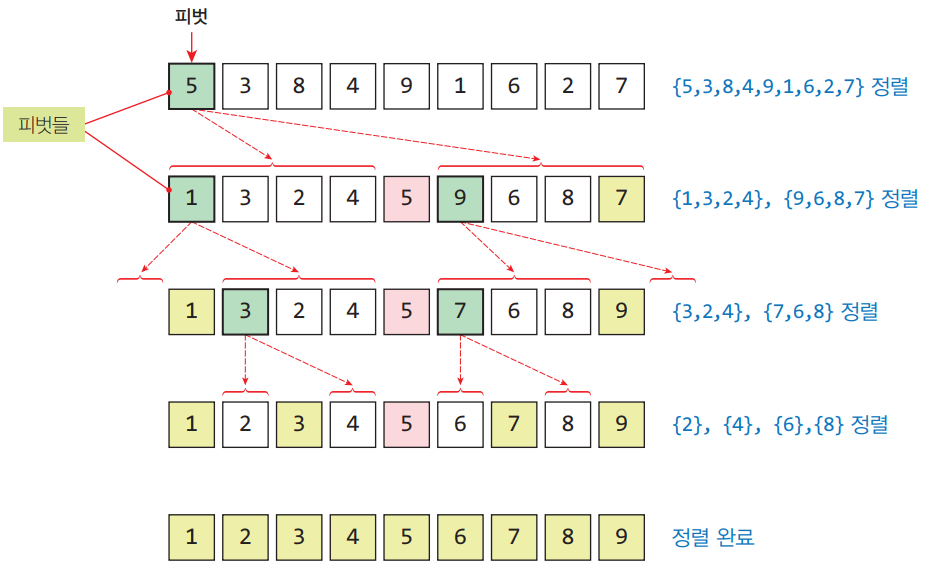 피벗
5 3 8 4 9 1 6 2 7 {5,3,8,4,9,1,6,2,7} 정렬
피벗들
1 3 2 4 5 9 6 8 7 {1,3,2,4}, {9,6,8,7} 정렬
1 3 2 4 5 7 6 8 9 {3,2,4}, {7,6,8} 정렬
1 2 3 4 5 6 7 8 9 {2}, {4}, {6},{8} 정렬
1 2 3 4 5 6 7 8 9 정렬 완료